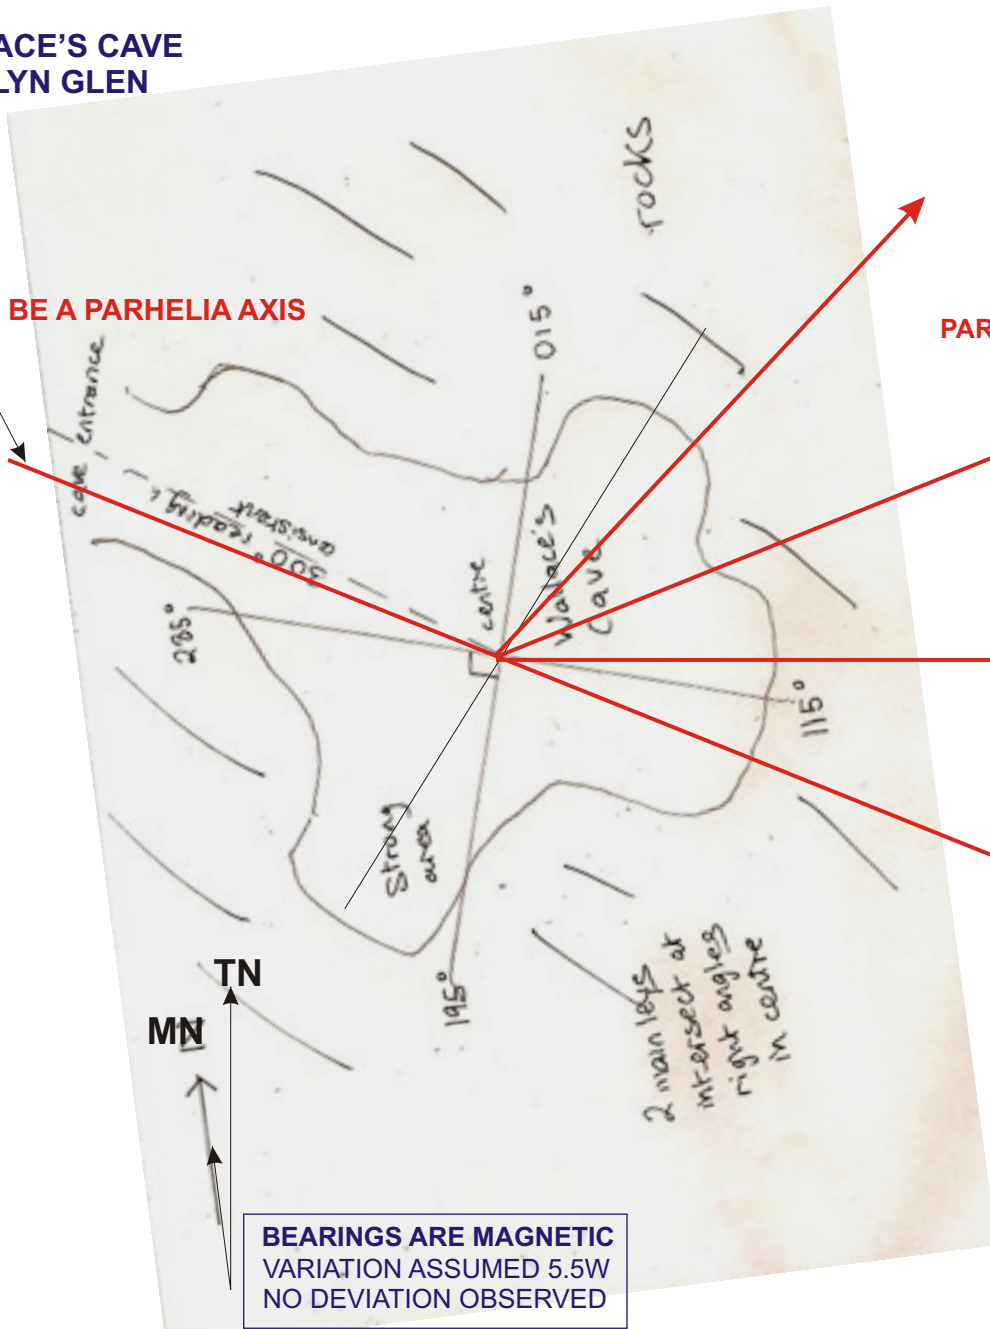 ACE'S CAVE
LYN GLEN
rocks
BE A PARHELIA AXIS
PAR
015°
cave entrance
300° reading
consistent
285°
centre
Wallace's
Cave
115°
Strong
area
195°
2 main leys
intersect at
right angles
in centre
TN
MN
BEARINGS ARE MAGNETIC
VARIATION ASSUMED 5.5W
NO DEVIATION OBSERVED